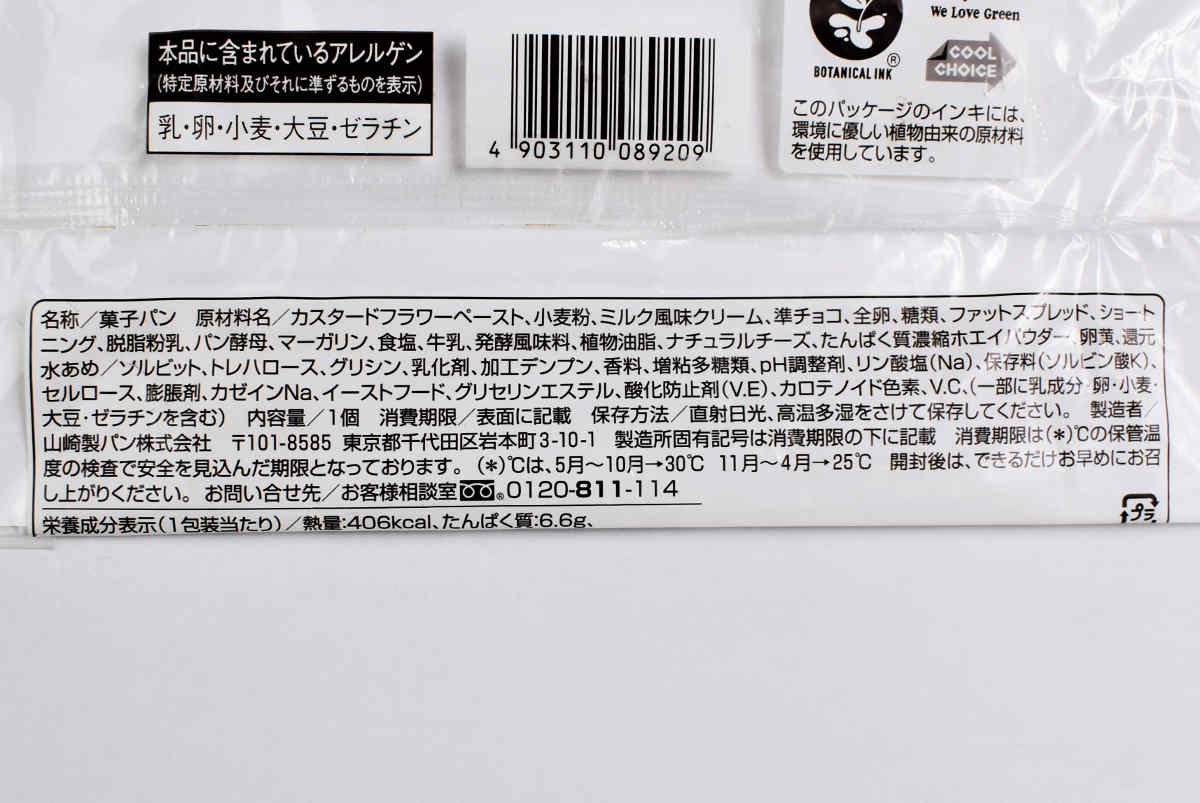 本品に含まれているアレルゲン
(特定原材料及びそれに準ずるものを表示)
乳・卵・小麦・大豆・ゼラチン
4 903110 089209
We Love Green
BOTANICAL INK ®
COOL
CHOICE
このパッケージのインキには、
環境に優しい植物由来の原材料
を使用しています。
名称/菓子パン 原材料名/カスタードフラワーペースト、小麦粉、ミルク風味クリーム、準チョコ、全卵、糖類、ファットスプレッド、ショート
ニング、脱脂粉乳、パン酵母、マーガリン、食塩、牛乳、発酵風味料、植物油脂、ナチュラルチーズ、たんぱく質濃縮ホエイパウダー、卵黄、還元
水あめ/ソルビット、トレハロース、グリシン、乳化剤、加工デンプン、香料、増粘多糖類、pH調整剤、リン酸塩(Na)、保存料(ソルビン酸K)、
セルロース、膨脹剤、カゼインNa、イーストフード、グリセリンエステル、酸化防止剤(V.E)、カロテノイド色素、V.C、(一部に乳成分・卵・小麦・
大豆・ゼラチンを含む) 内容量/1個 消費期限/表面に記載 保存方法/直射日光、高温多湿をさけて保存してください。 製造者/
山崎製パン株式会社 〒101-8585 東京都千代田区岩本町3-10-1 製造所固有記号は消費期限の下に記載 消費期限は(*)℃の保管温
度の検査で安全を見込んだ期限となっております。(*)℃は、5月〜10月→30℃ 11月〜4月→25℃ 開封後は、できるだけお早めにお召
し上がりください。 お問い合せ先/お客様相談室 0120-811-114
栄養成分表示(1包装当たり)/熱量:406kcal、たんぱく質:6.6g、
プラ